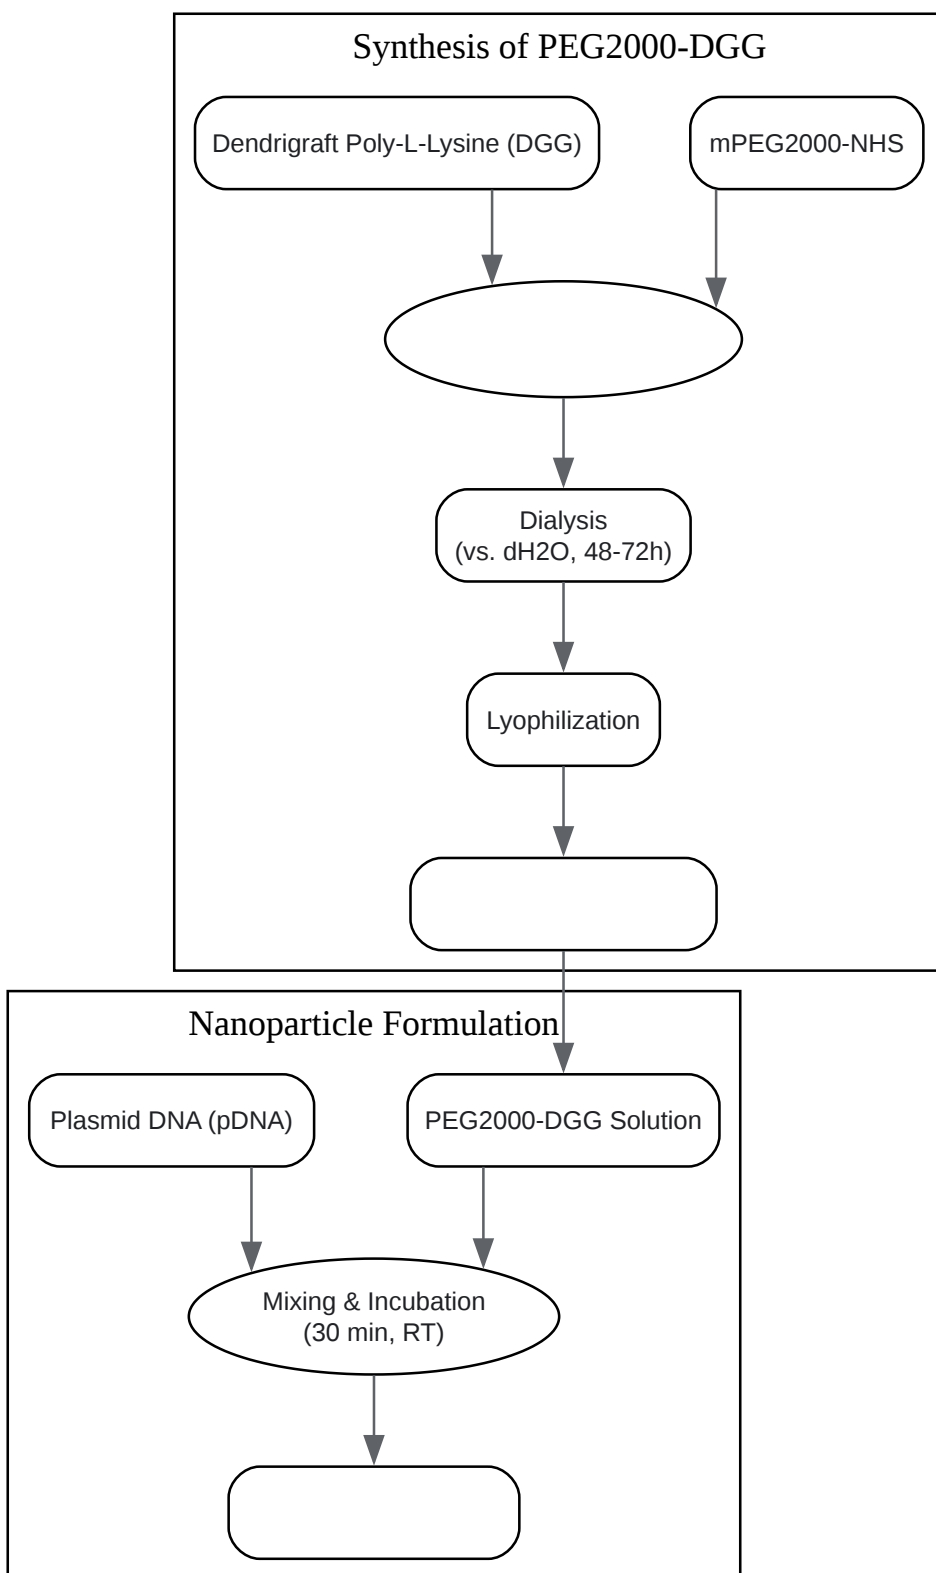 Synthesis of PEG2000-DGG
Dendrigraft Poly-L-Lysine (DGG)
mPEG2000-NHS
Dialysis
(vs. dH2O, 48-72h)
Lyophilization
Nanoparticle Formulation
Plasmid DNA (pDNA)
PEG2000-DGG Solution
Mixing & Incubation
(30 min, RT)